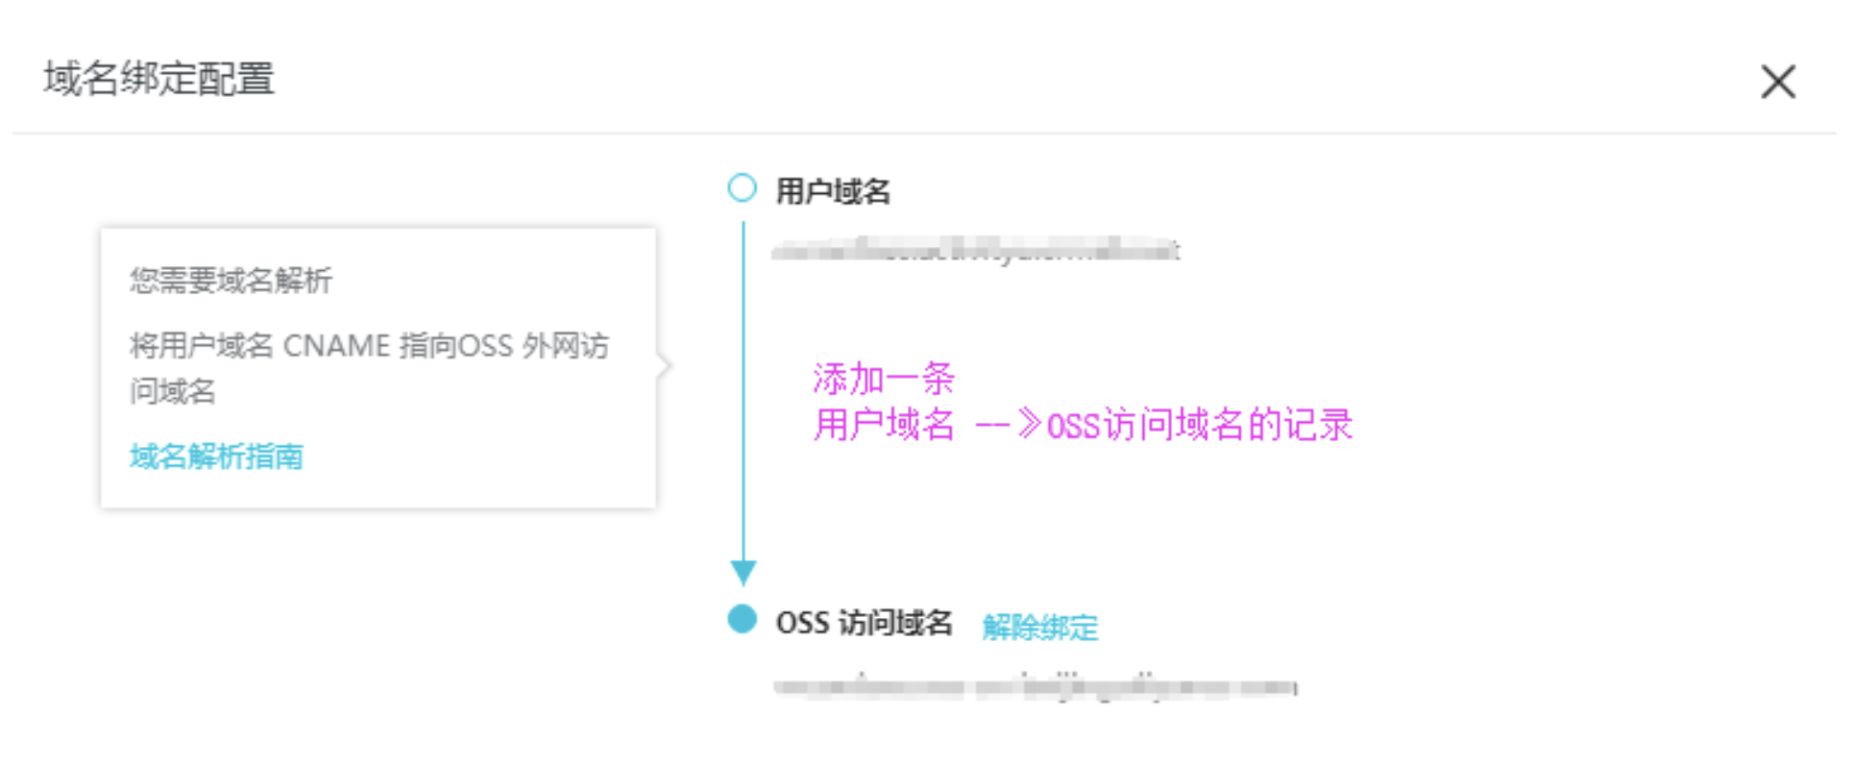 域名绑定配置
用户域名
您需要域名解析
将用户域名 CNAME 指向OSS 外网访
问域名
域名解析指南
添加一条
用户域名 --》OSS访问域名的记录
OSS 访问域名 解除绑定